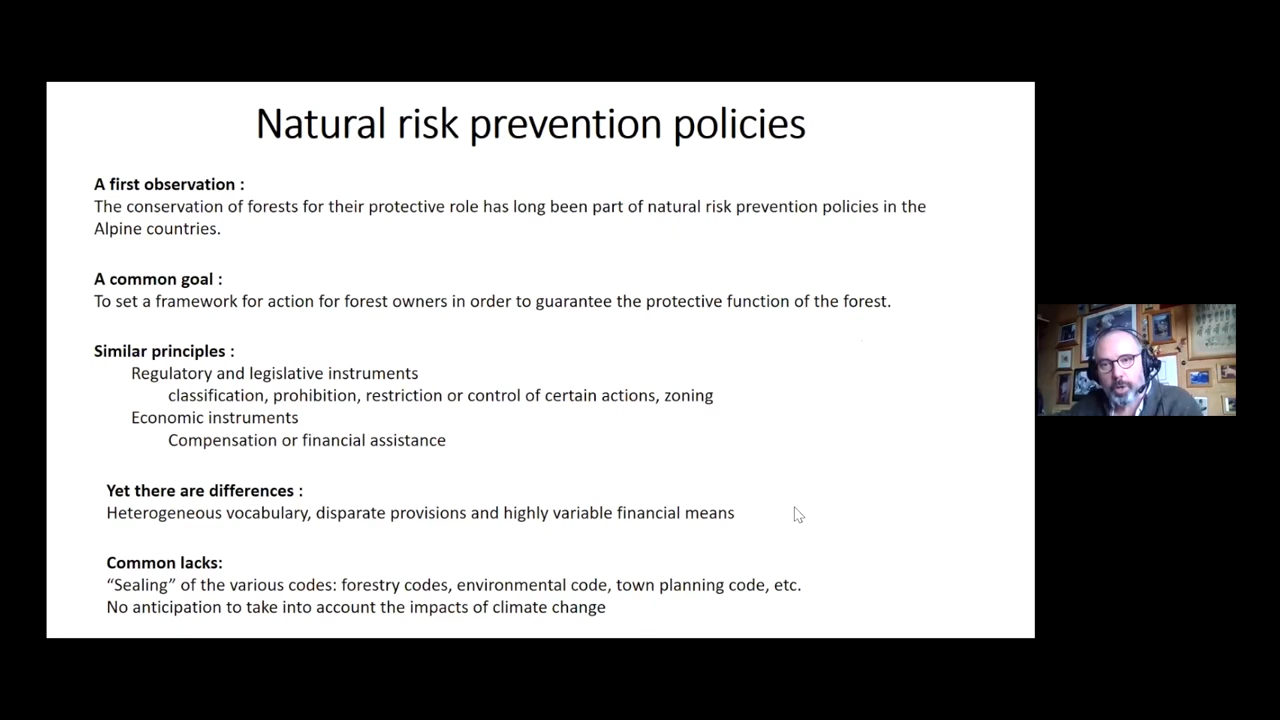 Natural risk prevention policies
A first observation :
The conservation of forests for their protective role has long been part of natural risk prevention policies in the
Alpine countries.
A common goal :
To set a framework for action for forest owners in order to guarantee the protective function of the forest.
Similar principles :
Regulatory and legislative instruments
classification, prohibition, restriction or control of certain actions, zoning
Economic instruments
Compensation or financial assistance
Yet there are differences :
Heterogeneous vocabulary, disparate provisions and highly variable financial means
Common lacks:
“Sealing” of the various codes: forestry codes, environmental code, town planning code, etc.
No anticipation to take into account the impacts of climate change